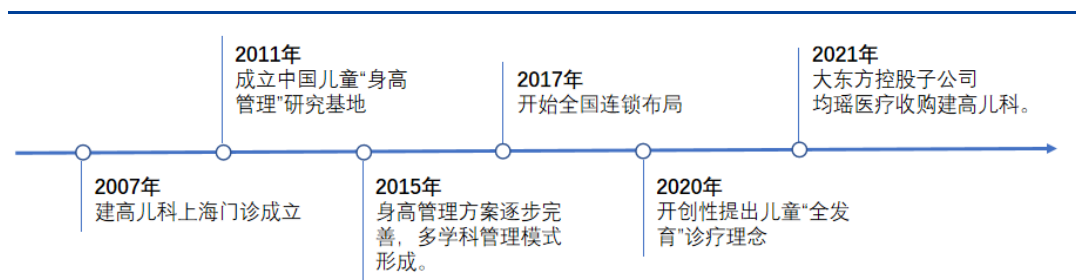 2011年
成立中国儿童“身高
管理”研究基地
2017年
开始全国连锁布局
2021年
大东方控股子公司
均瑶医疗收购建高儿科。
2007年
建高儿科上海门诊成立
2015年
身高管理方案逐步完
善，多学科管理模式
形成。
2020年
开创性提出儿童“全发
育”诊疗理念